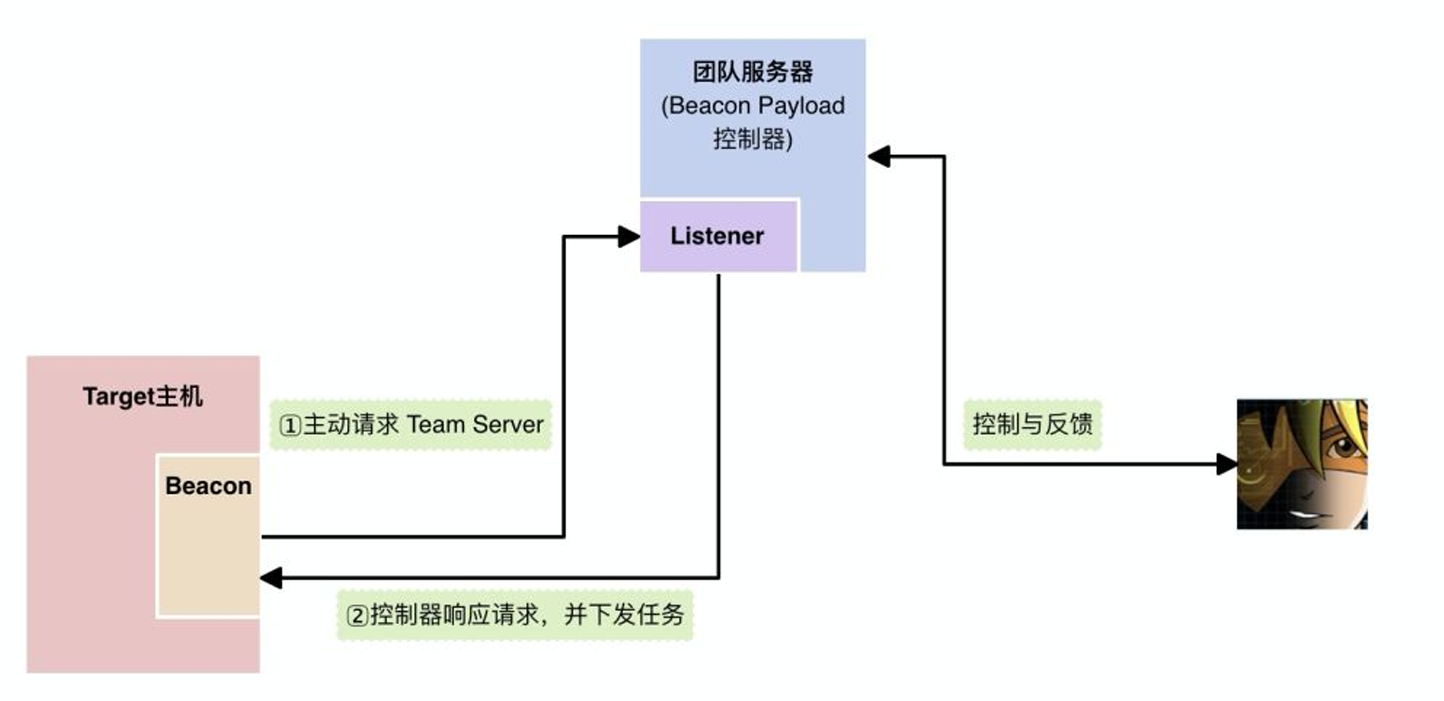 团队服务器
(Beacon Payload
控制器)
Listener
Target主机
①主动请求 Team Server
控制与反馈
Beacon
②控制器响应请求，并下发任务